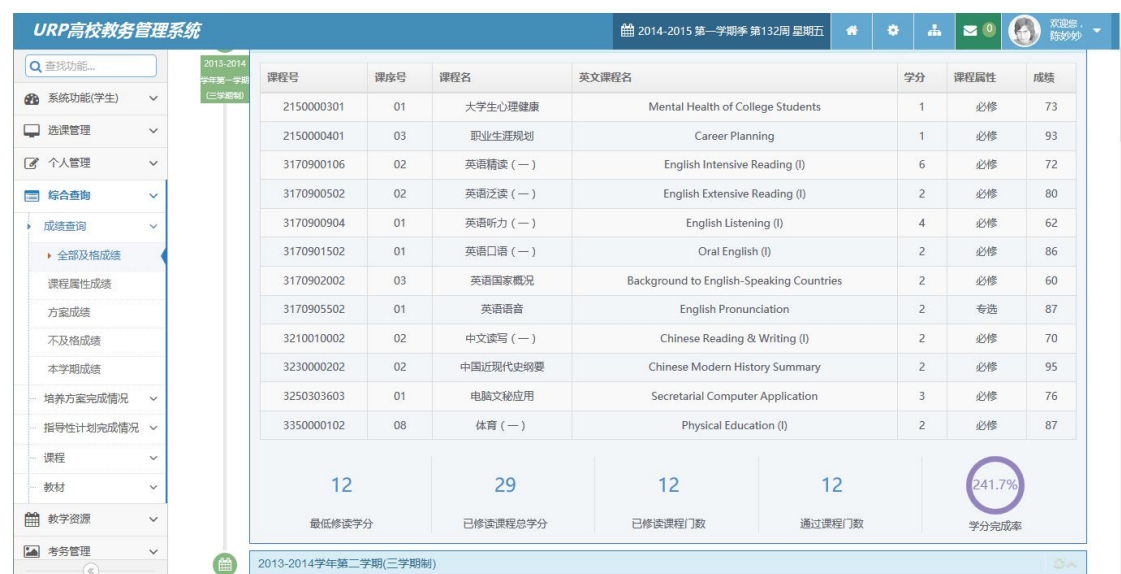 URP高校教务管理系统
2014-2015 第一学期季 第132周 星期五
0
欢迎您,
陈妙妙
查找功能...
系统功能(学生)
选课管理
个人管理
综合查询
成绩查询
全部及格成绩
课程属性成绩
方案成绩
不及格成绩
本学期成绩
培养方案完成情况
指导性计划完成情况
课程
教材
教学资源
考务管理
2013-2014
学年第一学期
(三学期制)
课程号 课序号 课程名 英文课程名 学分 课程属性 成绩
2150000301 01 大学生心理健康 Mental Health of College Students 1 必修 73
2150000401 03 职业生涯规划 Career Planning 1 必修 93
3170900106 02 英语精读(一) English Intensive Reading (I) 6 必修 72
3170900502 02 英语泛读(一) English Extensive Reading (I) 2 必修 80
3170900904 01 英语听力(一) English Listening (I) 4 必修 62
3170901502 01 英语口语(一) Oral English (I) 2 必修 86
3170902002 03 英语国家概况 Background to English-Speaking Countries 2 必修 60
3170905502 01 英语语音 English Pronunciation 2 专选 87
3210010002 02 中文读写(一) Chinese Reading & Writing (I) 2 必修 70
3230000202 02 中国近现代史纲要 Chinese Modern History Summary 2 必修 95
3250303603 01 电脑文秘应用 Secretarial Computer Application 3 必修 76
3350000102 08 体育(一) Physical Education (I) 2 必修 87
12 29 12 12 241.7%
最低修读学分 已修读课程总学分 已修读课程门数 通过课程门数 学分完成率
2013-2014学年第二学期(三学期制)